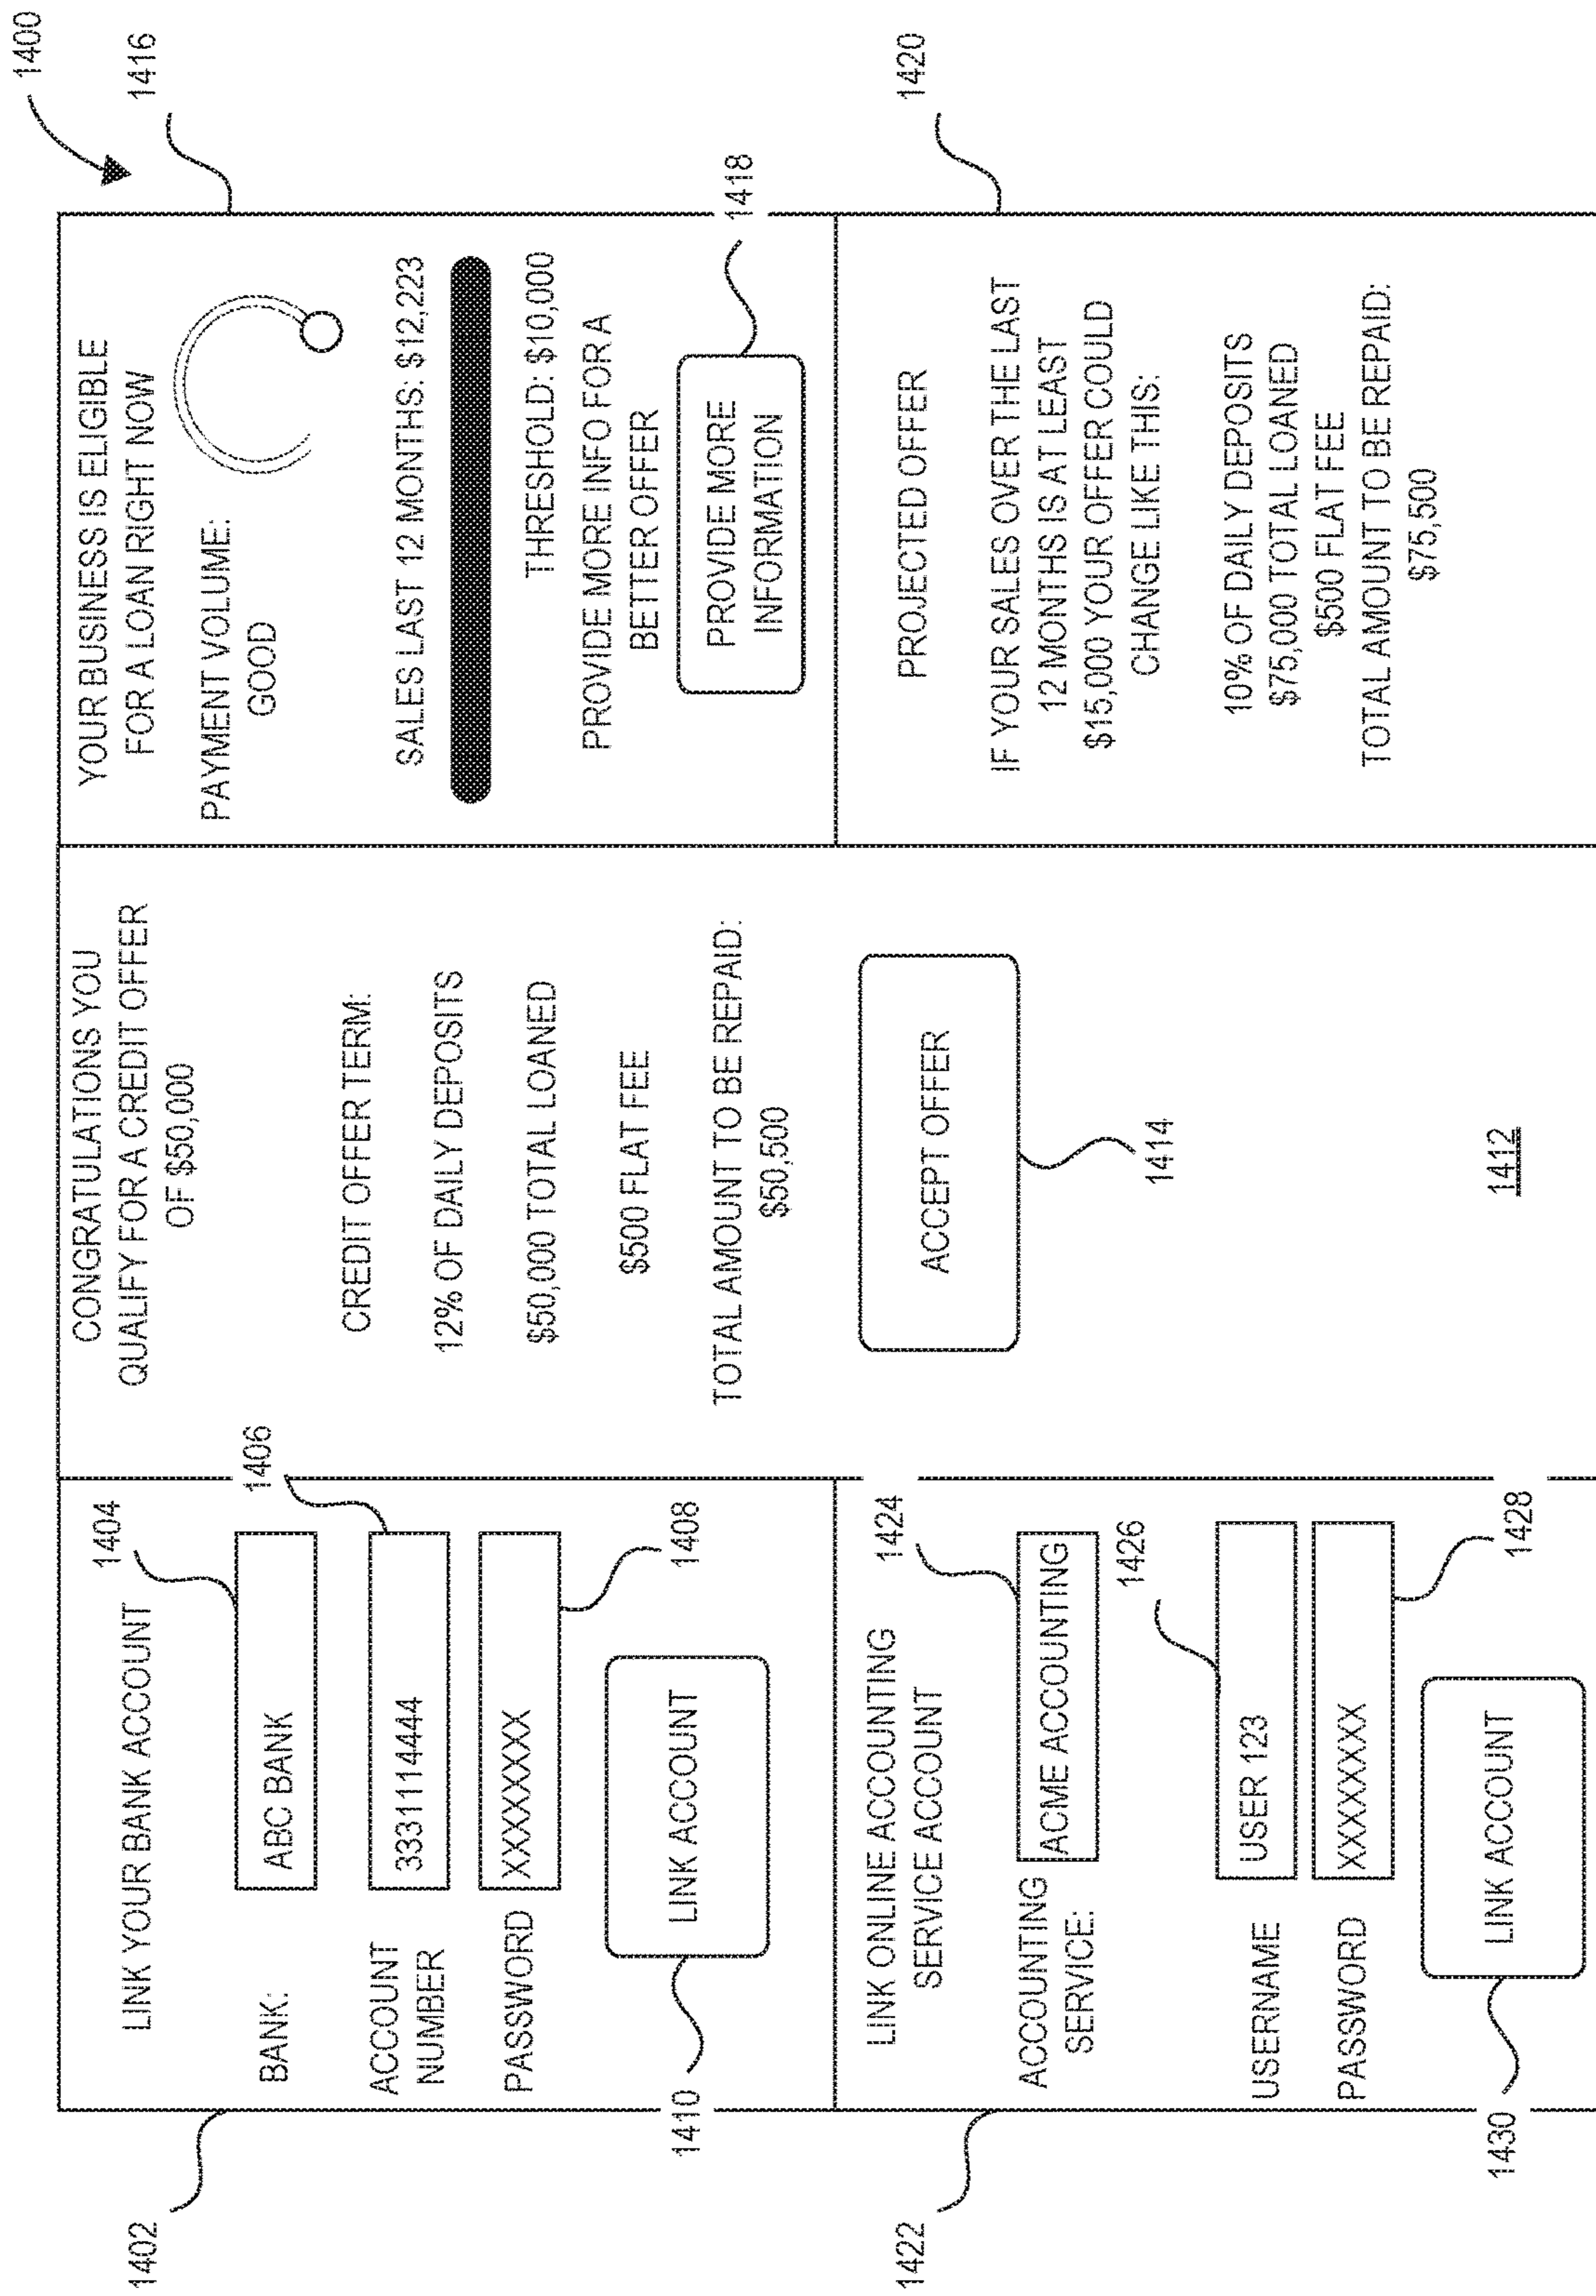 1400
1402
LINK YOUR BANK ACCOUNT
1404
BANK:
ABC BANK
1406
ACCOUNT
NUMBER
3331114444
PASSWORD
XXXXXXXX
1408
LINK ACCOUNT
1410
1422
LINK ONLINE ACCOUNTING
SERVICE ACCOUNT
1424
ACCOUNTING
SERVICE:
ACME ACCOUNTING
1426
USERNAME
USER 123
PASSWORD
XXXXXXXX
1428
LINK ACCOUNT
1430
CONGRATULATIONS YOU
QUALIFY FOR A CREDIT OFFER
OF $50,000
CREDIT OFFER TERM:
12% OF DAILY DEPOSITS
$50,000 TOTAL LOANED
$500 FLAT FEE
TOTAL AMOUNT TO BE REPAID:
$50,500
ACCEPT OFFER
1414
1412
1416
YOUR BUSINESS IS ELIGIBLE
FOR A LOAN RIGHT NOW
PAYMENT VOLUME:
GOOD
SALES LAST 12 MONTHS: $12,223
THRESHOLD: $10,000
PROVIDE MORE INFO FOR A
BETTER OFFER
PROVIDE MORE
INFORMATION
1418
1420
PROJECTED OFFER
IF YOUR SALES OVER THE LAST
12 MONTHS IS AT LEAST
$15,000 YOUR OFFER COULD
CHANGE LIKE THIS:
10% OF DAILY DEPOSITS
$75,000 TOTAL LOANED
$500 FLAT FEE
TOTAL AMOUNT TO BE REPAID:
$75,500